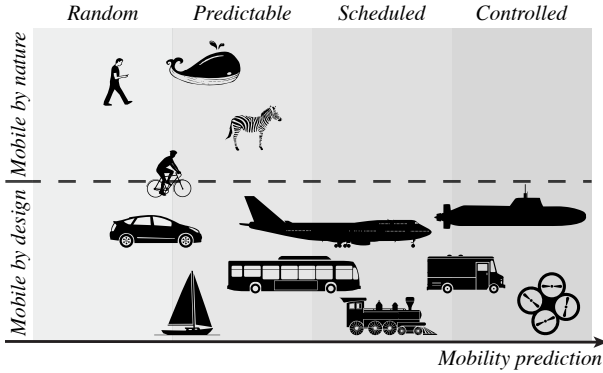 Random Predictable Scheduled Controlled
Mobile by nature
Mobile by design
Mobility prediction